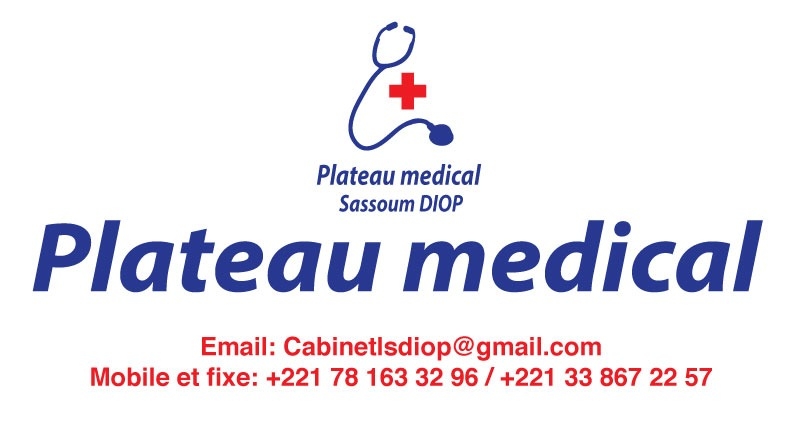 Plateau medical
Sassoum DIOP
Plateau medical
Email: Cabinetlsdiop@gmail.com
Mobile et fixe: +221 78 163 32 96 / +221 33 867 22 57